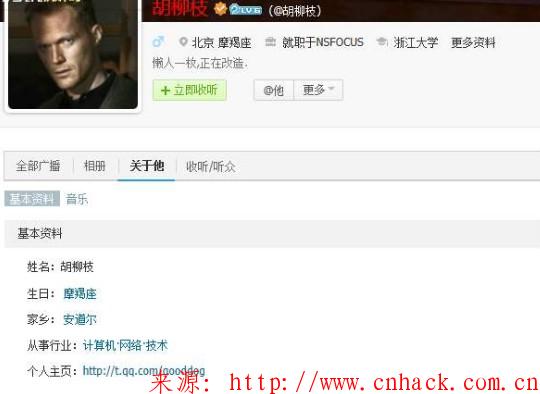 胡柳枝 LV.6 (@胡柳枝)
北京 摩羯座 就职于NSFOCUS 浙江大学 更多资料
懒人一枚,正在改造.
+立即收听 @他 更多
全部广播 相册 关于他 收听/听众
基本资料 音乐
基本资料
姓名：胡柳枝
生日：摩羯座
家乡：安道尔
从事行业：计算机'网络'技术
个人主页：http://t.qq.com/gooddog
来源: http://www.cnhack.com.cn